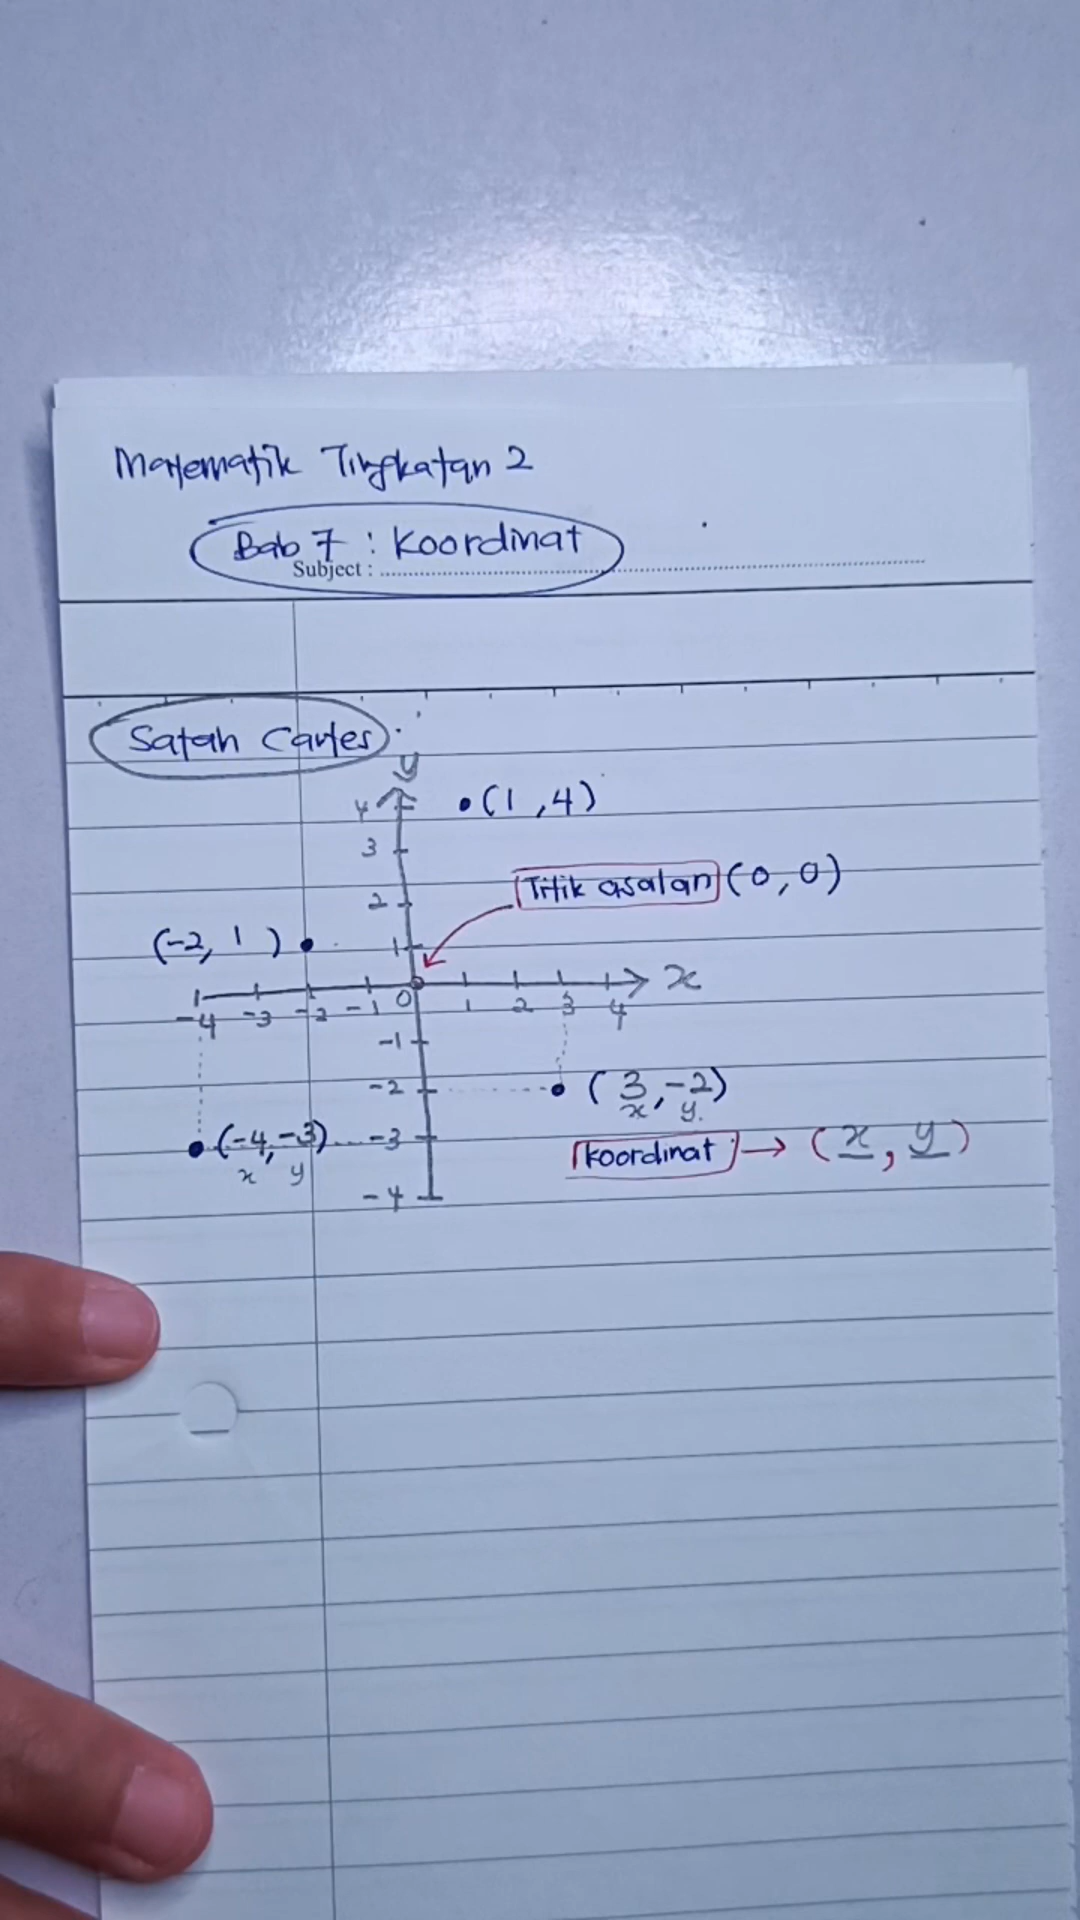 Matematik Tingkatan 2
Bab 7 : Koordinat
Subject :
Satah Cartes
y
4
(1, 4)
3
Titik asalan (0, 0)
2
(-2, 1)
1
x
-4 -3 -2 -1 0 1 2 3 4
-1
-2
(3, -2)
x y
(-4, -3)
x y
-3
Koordinat → (x, y)
-4